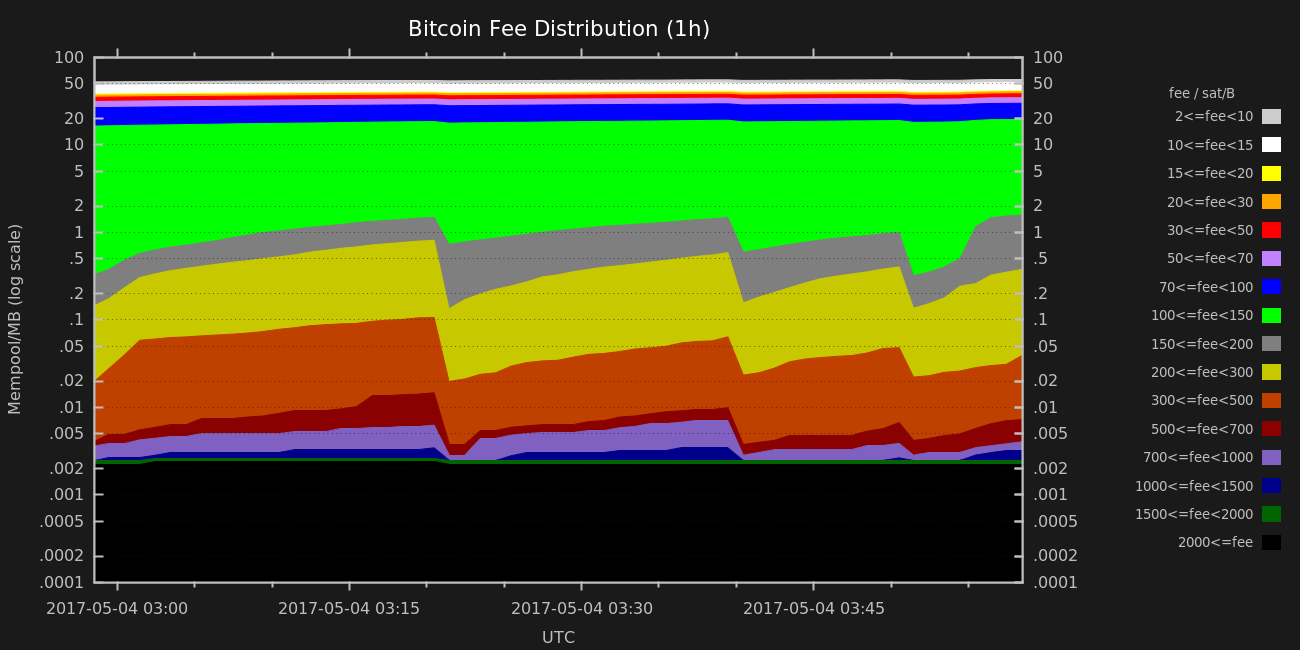 Bitcoin Fee Distribution (1h)
Mempool/MB (log scale)
100
50
20
10
5
2
1
.5
.2
.1
.05
.02
.01
.005
.002
.001
.0005
.0002
.0001
100
50
20
10
5
2
1
.5
.2
.1
.05
.02
.01
.005
.002
.001
.0005
.0002
.0001
2017-05-04 03:00
2017-05-04 03:15
2017-05-04 03:30
2017-05-04 03:45
UTC
fee / sat/B
2<=fee<10
10<=fee<15
15<=fee<20
20<=fee<30
30<=fee<50
50<=fee<70
70<=fee<100
100<=fee<150
150<=fee<200
200<=fee<300
300<=fee<500
500<=fee<700
700<=fee<1000
1000<=fee<1500
1500<=fee<2000
2000<=fee